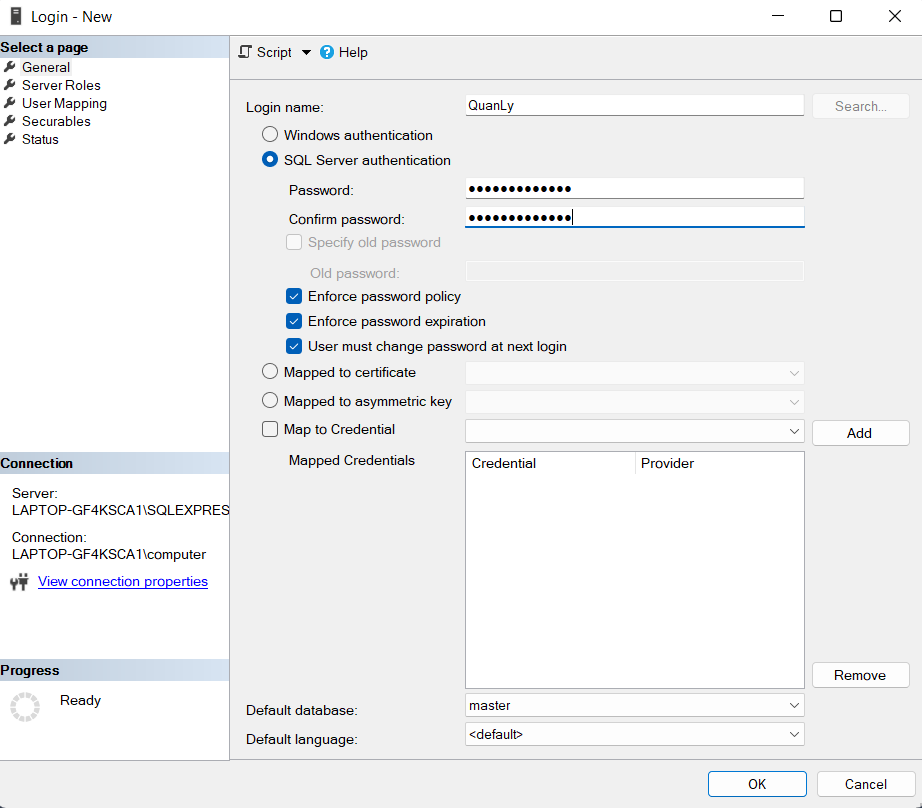 Login - New
Select a page
General
Server Roles
User Mapping
Securables
Status
Script
Help
Login name:
QuanLy
Search...
Windows authentication
SQL Server authentication
Password:
●●●●●●●●●●●●●
Confirm password:
●●●●●●●●●●●●●
Specify old password
Old password:
Enforce password policy
Enforce password expiration
User must change password at next login
Mapped to certificate
Mapped to asymmetric key
Map to Credential
Add
Mapped Credentials
Credential Provider
Remove
Default database:
master
Default language:
<default>
Connection
Server:
LAPTOP-GF4KSCA1\SQLEXPRES
Connection:
LAPTOP-GF4KSCA1\computer
View connection properties
Progress
Ready
OK
Cancel